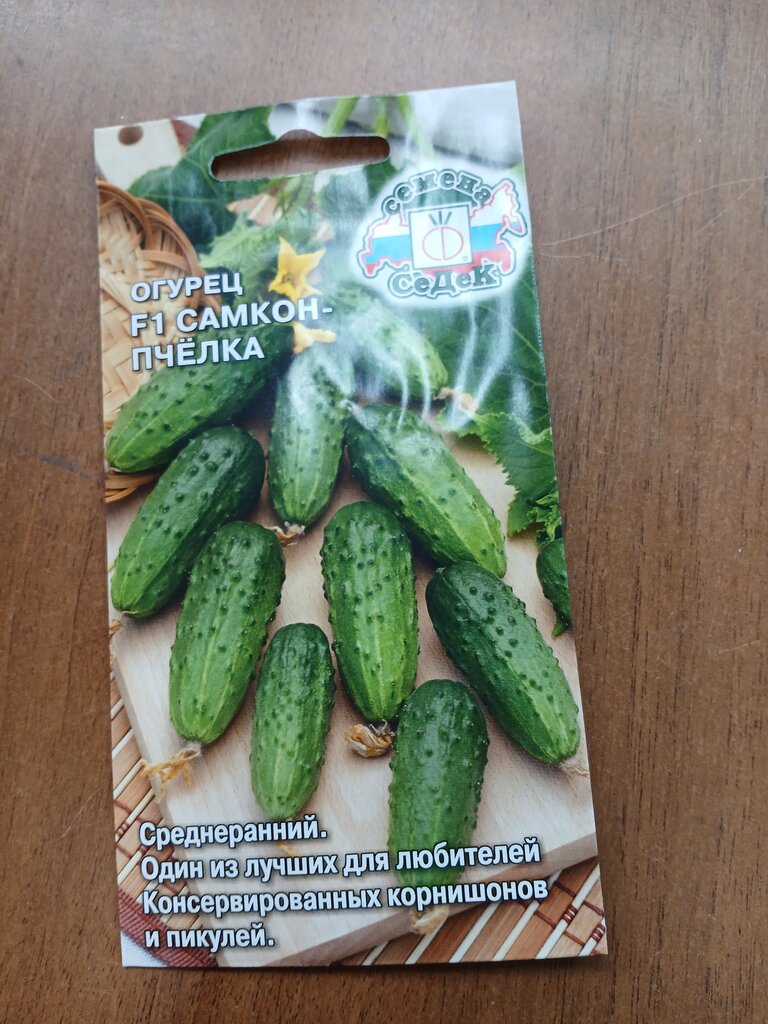 семена
СеДеК
ОГУРЕЦ
F1 САМКОН-
ПЧЁЛКА
Среднеранний.
Один из лучших для любителей
Консервированных корнишонов
и пикулей.